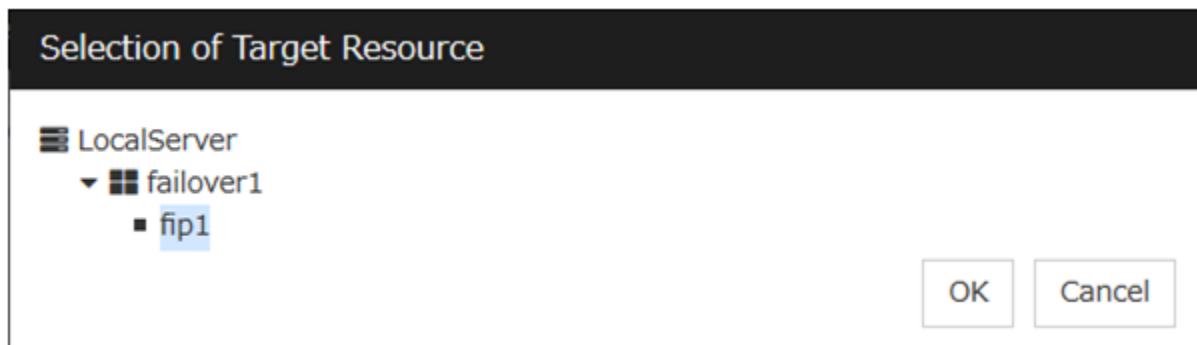 Selection of Target Resource
LocalServer
failover1
fip1
OK Cancel